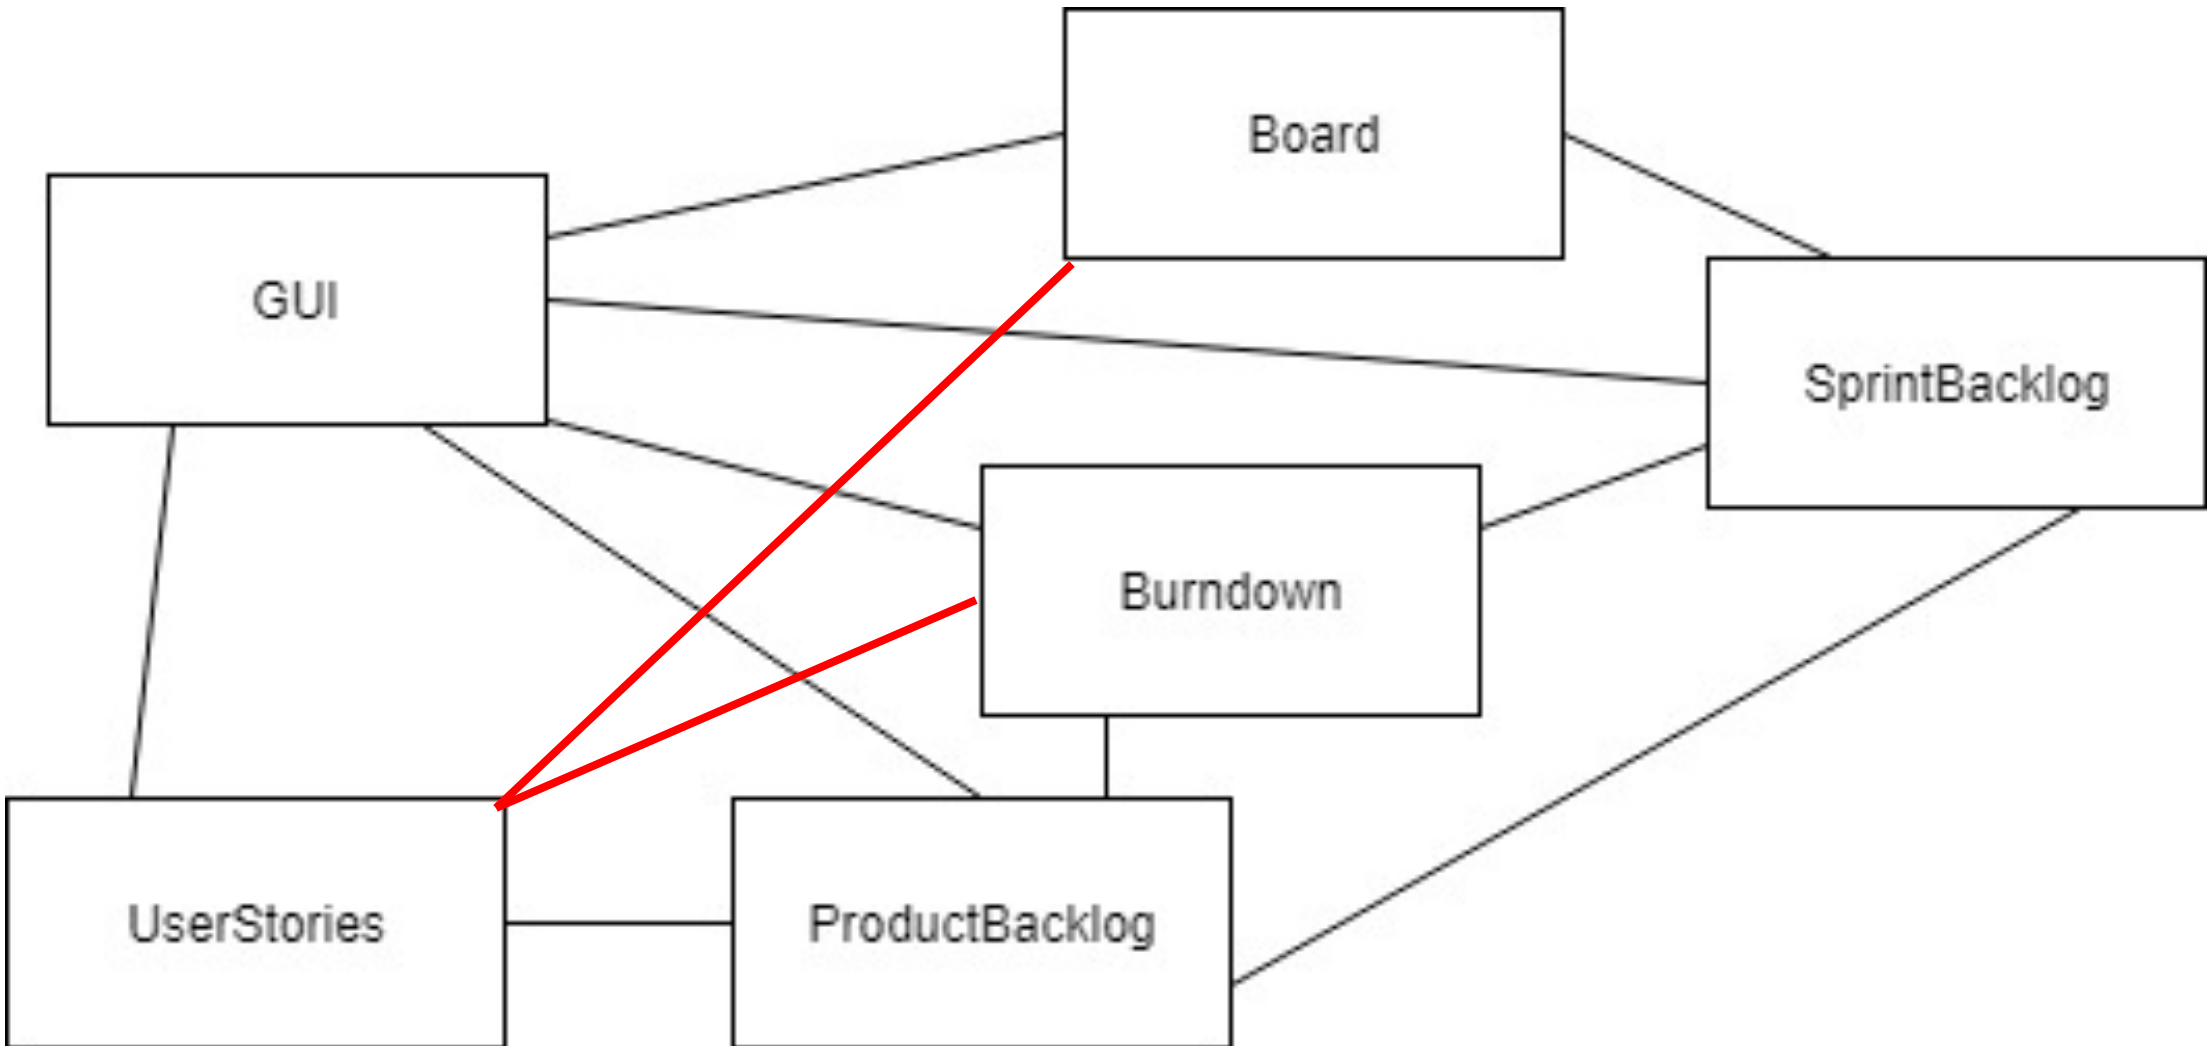 Board
GUI
SprintBacklog
Burndown
UserStories
ProductBacklog